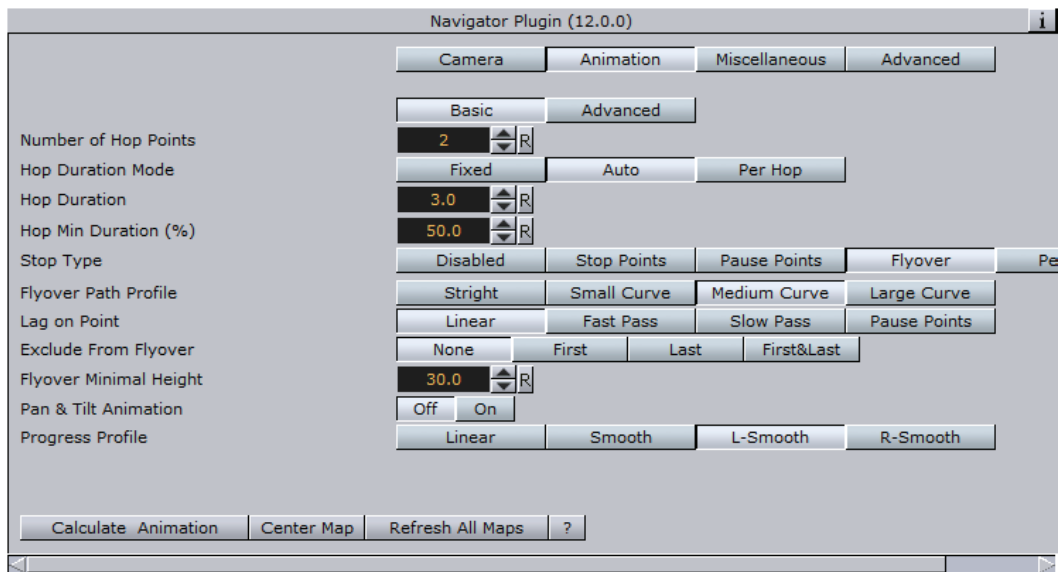 Navigator Plugin (12.0.0) i
Camera Animation Miscellaneous Advanced
Basic Advanced
Number of Hop Points 2 R
Hop Duration Mode Fixed Auto Per Hop
Hop Duration 3.0 R
Hop Min Duration (%) 50.0 R
Stop Type Disabled Stop Points Pause Points Flyover Pe
Flyover Path Profile Stright Small Curve Medium Curve Large Curve
Lag on Point Linear Fast Pass Slow Pass Pause Points
Exclude From Flyover None First Last First&Last
Flyover Minimal Height 30.0 R
Pan & Tilt Animation Off On
Progress Profile Linear Smooth L-Smooth R-Smooth
Calculate Animation Center Map Refresh All Maps ?